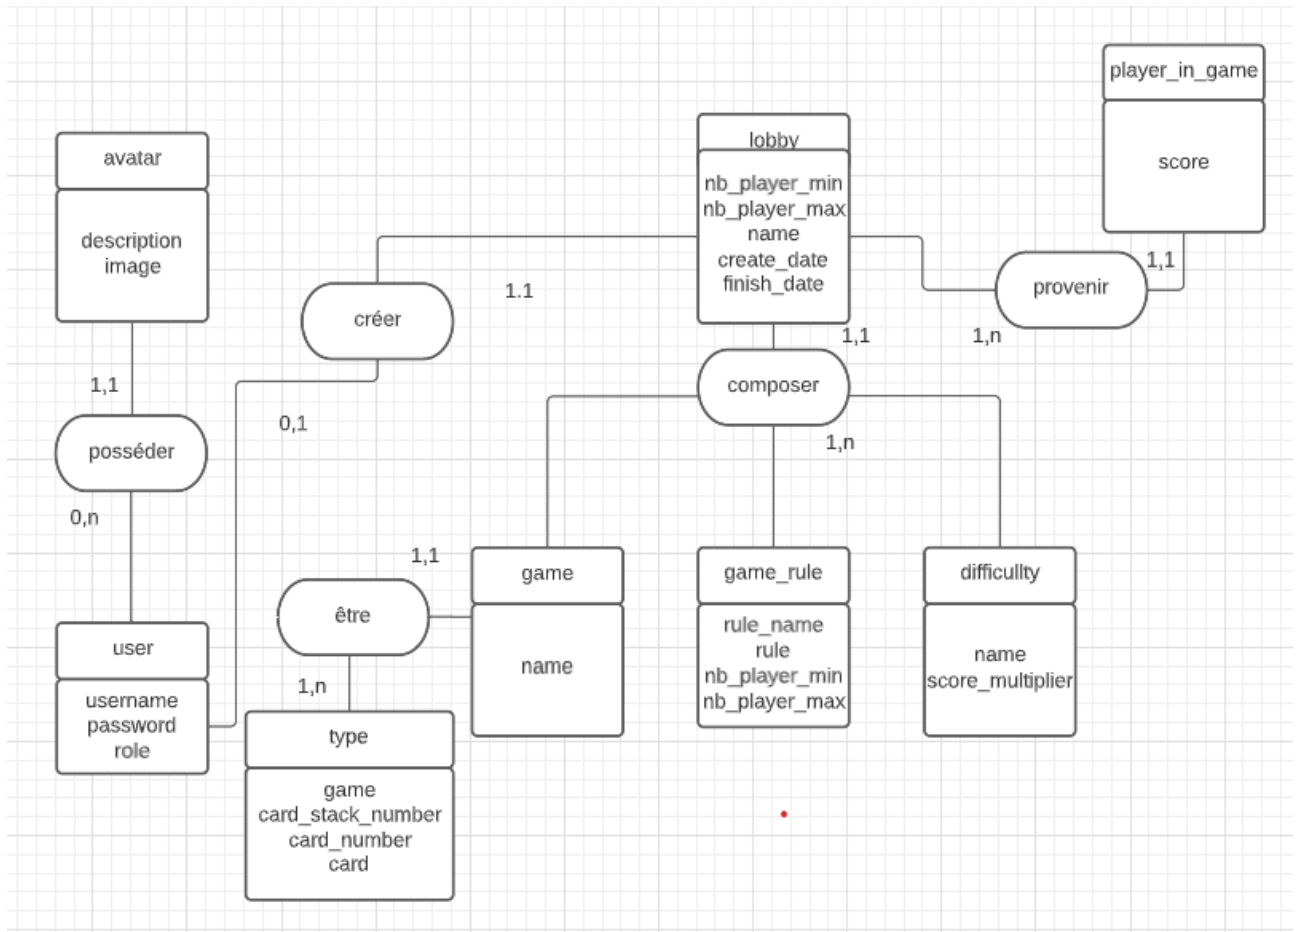 player_in_game
score
lobby
nb_player_min
nb_player_max
name
create_date
finish_date
avatar
description
image
provenir
1,1
1,n
créer
1.1
0,1
1,1
composer
1,n
1,1
posséder
0,n
user
username
password
role
1,1
être
1,n
type
game
card_stack_number
card_number
card
game
name
game_rule
rule_name
rule
nb_player_min
nb_player_max
difficullty
name
score_multiplier